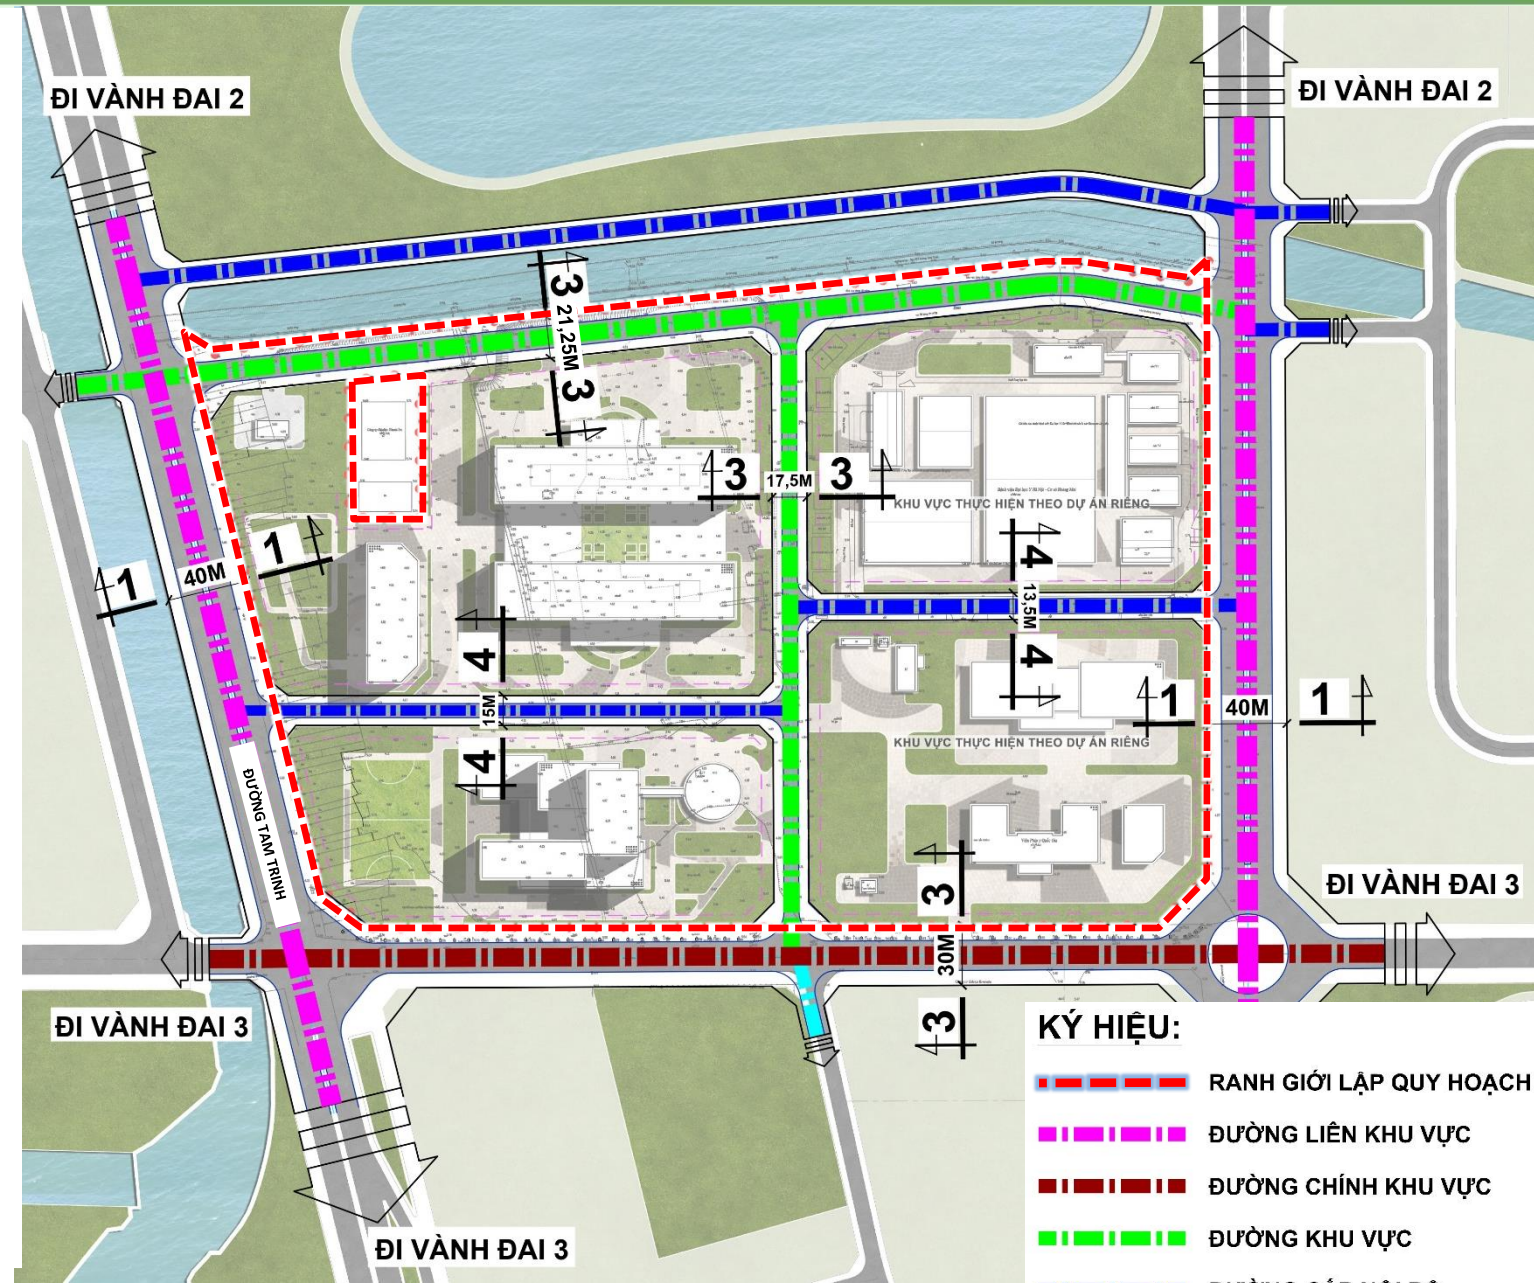 ĐI VÀNH ĐAI 2
ĐI VÀNH ĐAI 2
3
21,25M
3
3
17,5M
3
KHU VỰC THỰC HIỆN THEO DỰ ÁN RIÊNG
1
40M
1
4
13,5M
4
4
15M
4
1
40M
1
KHU VỰC THỰC HIỆN THEO DỰ ÁN RIÊNG
ĐƯỜNG TAM TRINH
3
30M
3
ĐI VÀNH ĐAI 3
ĐI VÀNH ĐAI 3
ĐI VÀNH ĐAI 3
KÝ HIỆU:
RANH GIỚI LẬP QUY HOẠCH
ĐƯỜNG LIÊN KHU VỰC
ĐƯỜNG CHÍNH KHU VỰC
ĐƯỜNG KHU VỰC